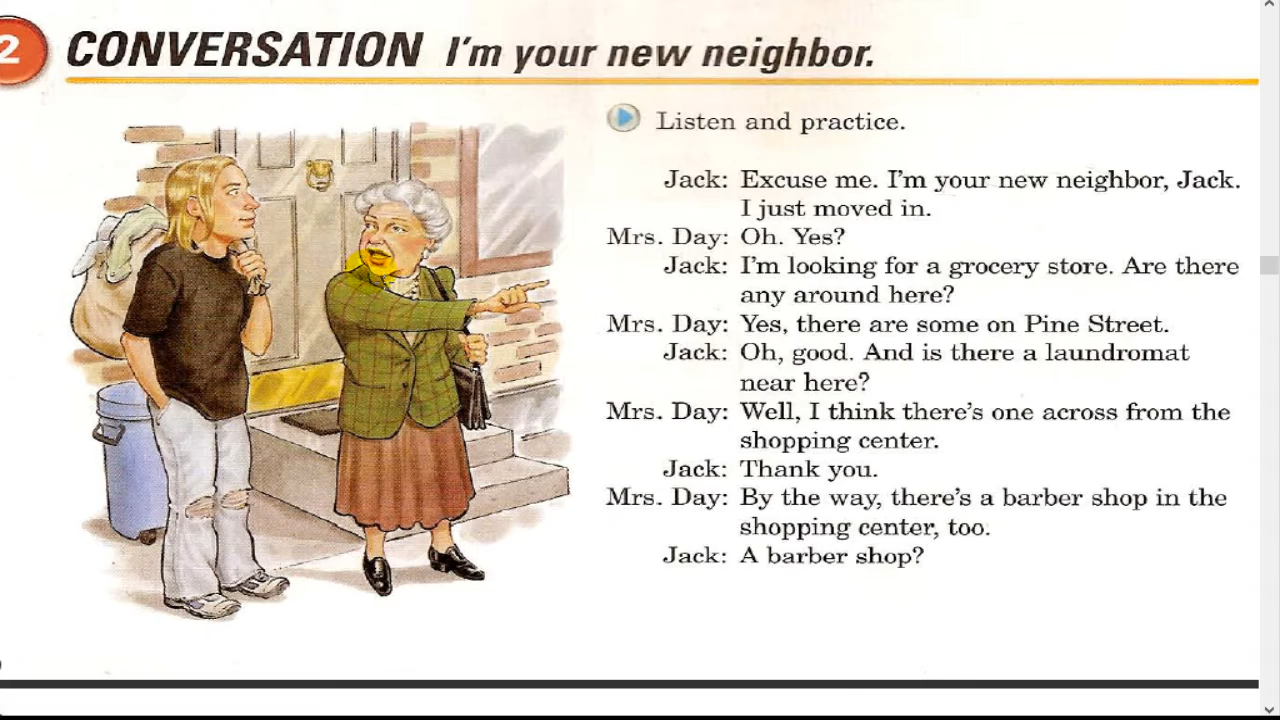 2 CONVERSATION I'm your new neighbor.
Listen and practice.
Jack: Excuse me. I'm your new neighbor, Jack.
I just moved in.
Mrs. Day: Oh. Yes?
Jack: I'm looking for a grocery store. Are there
any around here?
Mrs. Day: Yes, there are some on Pine Street.
Jack: Oh, good. And is there a laundromat
near here?
Mrs. Day: Well, I think there's one across from the
shopping center.
Jack: Thank you.
Mrs. Day: By the way, there's a barber shop in the
shopping center, too.
Jack: A barber shop?